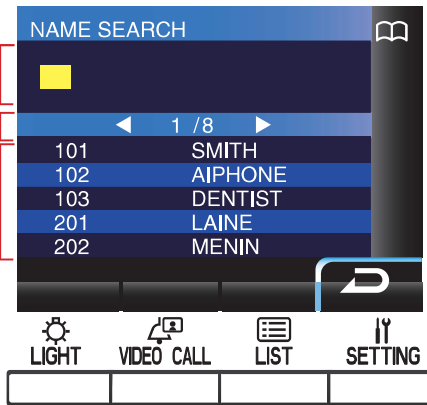 NAME SEARCH
1 /8
101 SMITH
102 AIPHONE
103 DENTIST
201 LAINE
202 MENIN
LIGHT VIDEO CALL LIST SETTING